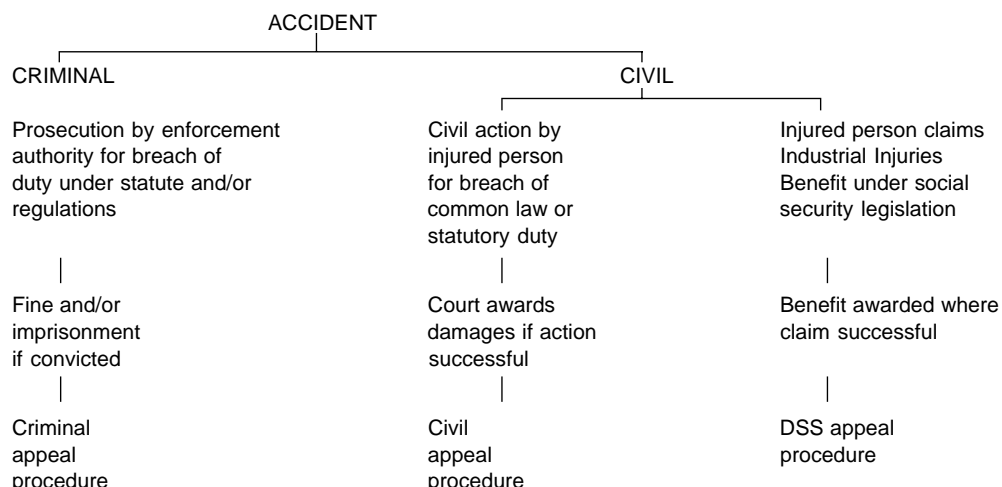 ACCIDENT
CRIMINAL
CIVIL
Prosecution by enforcement
authority for breach of
duty under statute and/or
regulations
Civil action by
injured person
for breach of
common law or
statutory duty
Injured person claims
Industrial Injuries
Benefit under social
security legislation
Fine and/or
imprisonment
if convicted
Court awards
damages if action
successful
Benefit awarded where
claim successful
Criminal
appeal
procedure
Civil
appeal
procedure
DSS appeal
procedure